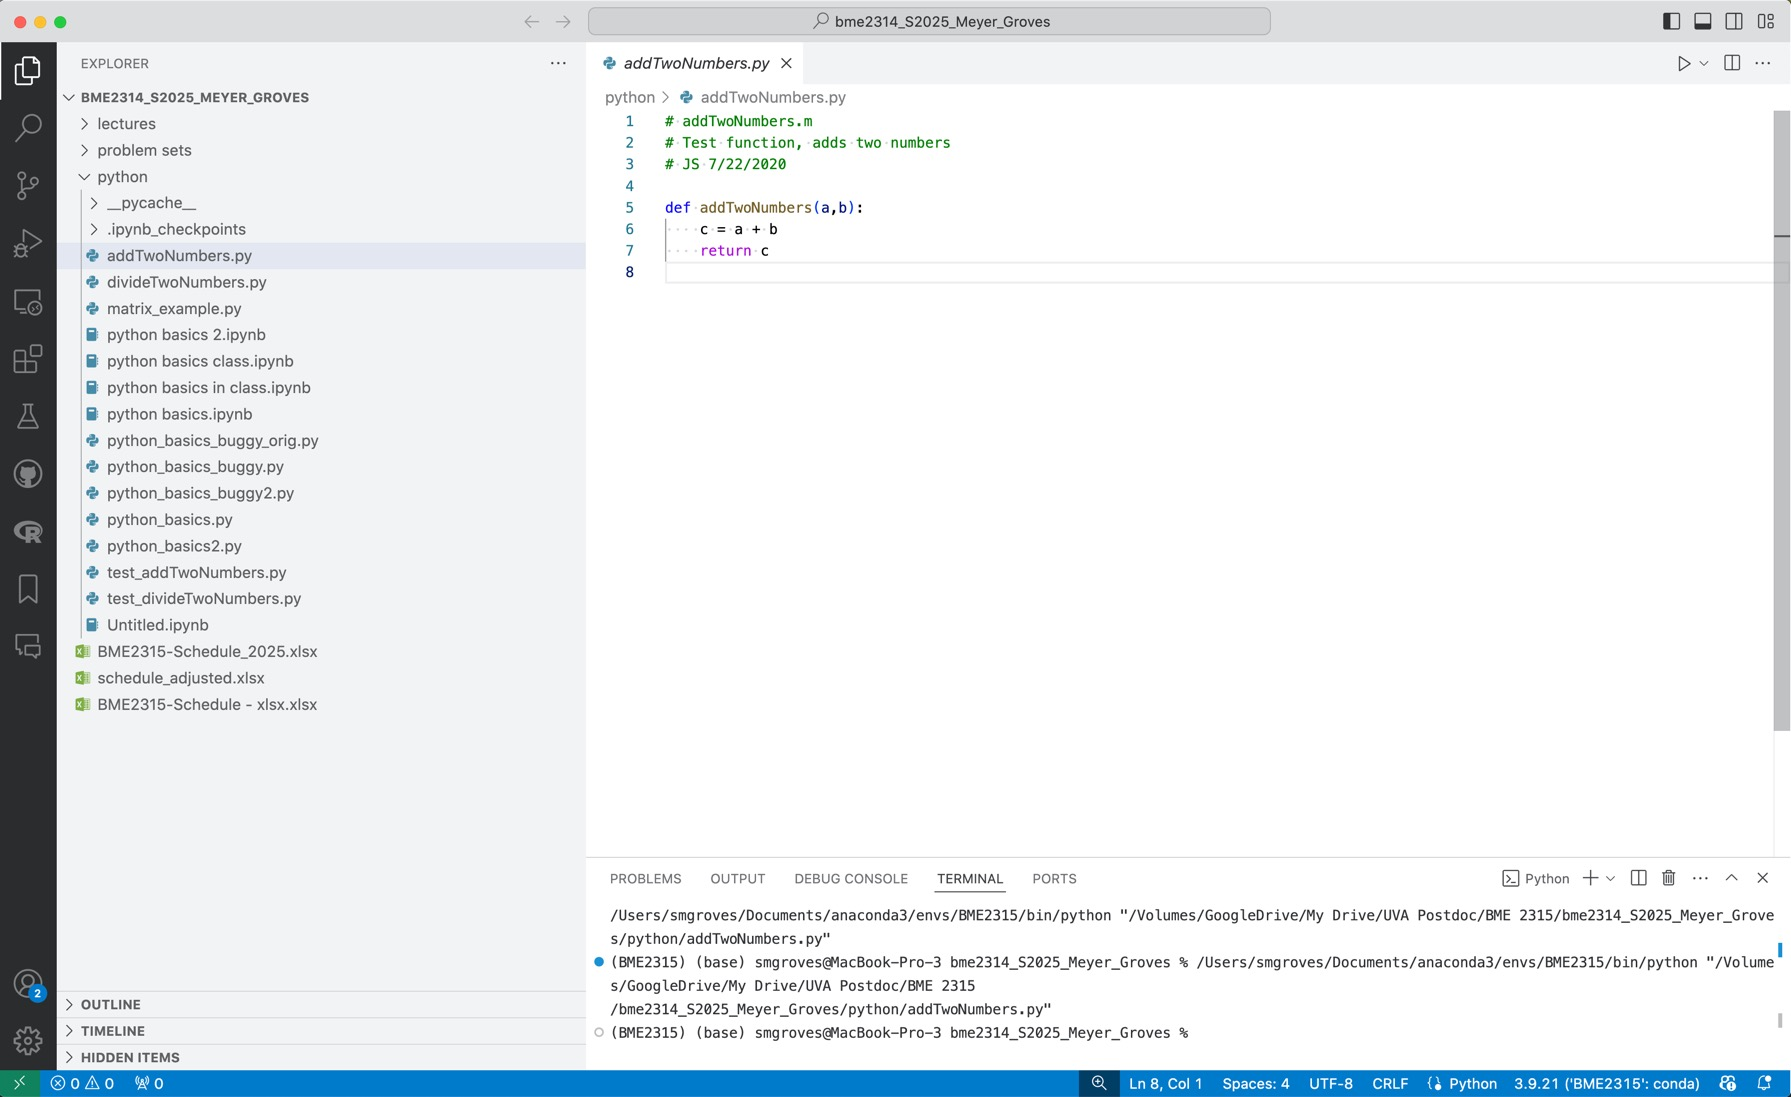 bme2314_S2025_Meyer_Groves
EXPLORER
BME2314_S2025_MEYER_GROVES
lectures
problem sets
python
__pycache__
.ipynb_checkpoints
addTwoNumbers.py
divideTwoNumbers.py
matrix_example.py
python basics 2.ipynb
python basics class.ipynb
python basics in class.ipynb
python basics.ipynb
python_basics_buggy_orig.py
python_basics_buggy.py
python_basics_buggy2.py
python_basics.py
python_basics2.py
test_addTwoNumbers.py
test_divideTwoNumbers.py
Untitled.ipynb
BME2315-Schedule_2025.xlsx
schedule_adjusted.xlsx
BME2315-Schedule - xlsx.xlsx
OUTLINE
TIMELINE
HIDDEN ITEMS
addTwoNumbers.py
python > addTwoNumbers.py
1 # addTwoNumbers.m
2 # Test function, adds two numbers
3 # JS 7/22/2020
4
5 def addTwoNumbers(a,b):
6 c = a + b
7 return c
8
PROBLEMS OUTPUT DEBUG CONSOLE TERMINAL PORTS Python
/Users/smgroves/Documents/anaconda3/envs/BME2315/bin/python "/Volumes/GoogleDrive/My Drive/UVA Postdoc/BME 2315/bme2314_S2025_Meyer_Grove
s/python/addTwoNumbers.py"
(BME2315) (base) smgroves@MacBook-Pro-3 bme2314_S2025_Meyer_Groves % /Users/smgroves/Documents/anaconda3/envs/BME2315/bin/python "/Volume
s/GoogleDrive/My Drive/UVA Postdoc/BME 2315
/bme2314_S2025_Meyer_Groves/python/addTwoNumbers.py"
(BME2315) (base) smgroves@MacBook-Pro-3 bme2314_S2025_Meyer_Groves %
2
0 0 0 Ln 8, Col 1 Spaces: 4 UTF-8 CRLF Python 3.9.21 ('BME2315': conda)